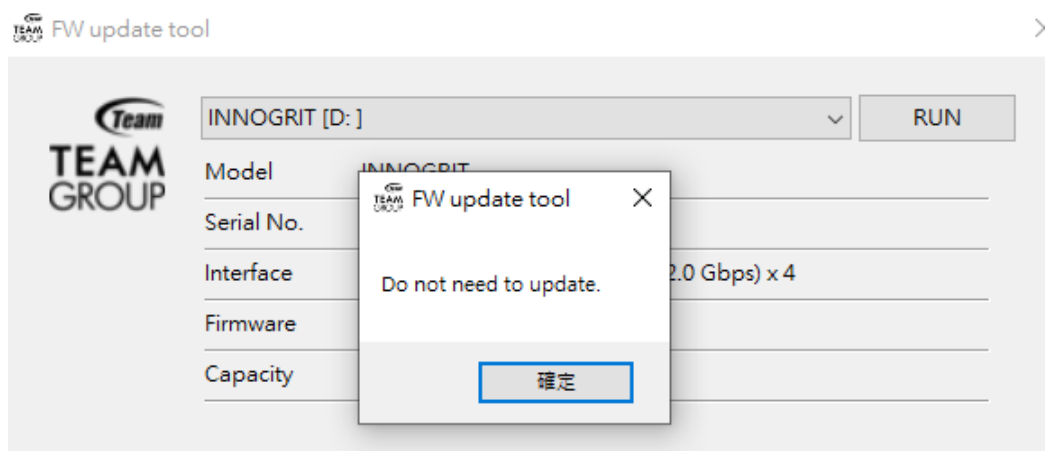 FW update tool
Team
TEAM
GROUP
INNOGRIT [D: ]
RUN
Model INNOGRIT
FW update tool
Serial No.
Interface 2.0 Gbps) x 4
Do not need to update.
Firmware
Capacity
確定